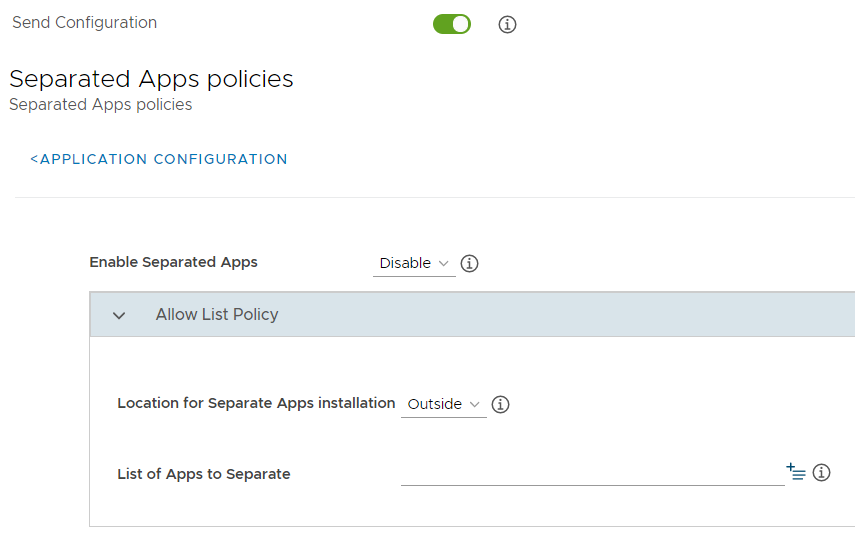 Send Configuration
Separated Apps policies
Separated Apps policies
<APPLICATION CONFIGURATION
Enable Separated Apps Disable
Allow List Policy
Location for Separate Apps installation Outside
List of Apps to Separate